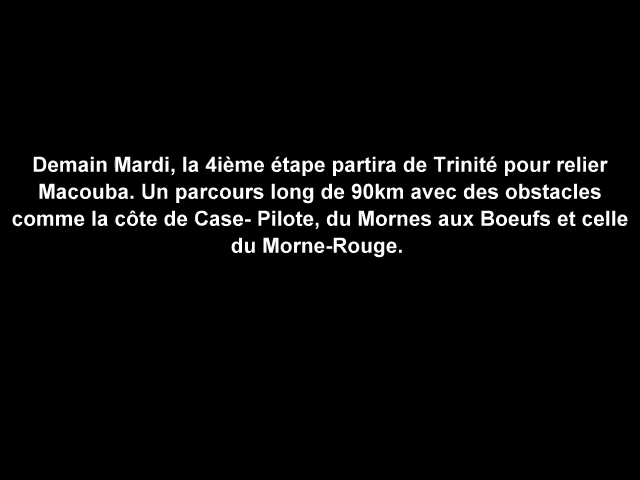 Demain Mardi, la 4ième étape partira de Trinité pour relier
Macouba. Un parcours long de 90km avec des obstacles
comme la côte de Case- Pilote, du Mornes aux Boeufs et celle
du Morne-Rouge.